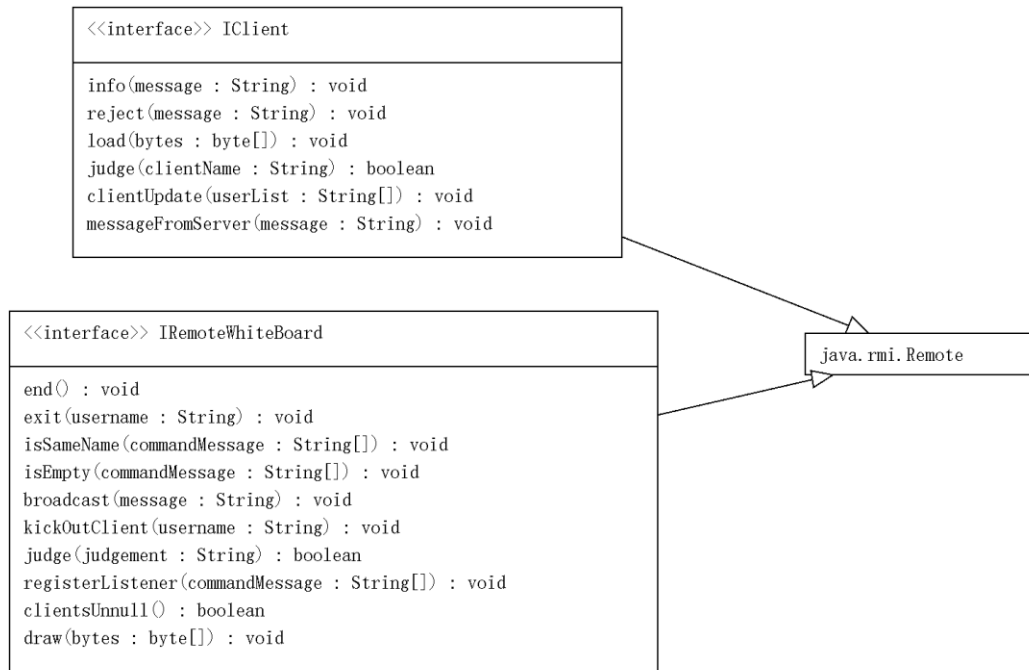 <<interface>> IClient
info(message : String) : void
reject(message : String) : void
load(bytes : byte[]) : void
judge(clientName : String) : boolean
clientUpdate(userList : String[]) : void
messageFromServer(message : String) : void
<<interface>> IRemoteWhiteBoard
end() : void
exit(username : String) : void
isSameName(commandMessage : String[]) : void
isEmpty(commandMessage : String[]) : void
broadcast(message : String) : void
kickOutClient(username : String) : void
judge(judgement : String) : boolean
registerListener(commandMessage : String[]) : void
clientsUnnull() : boolean
draw(bytes : byte[]) : void
java.rmi.Remote